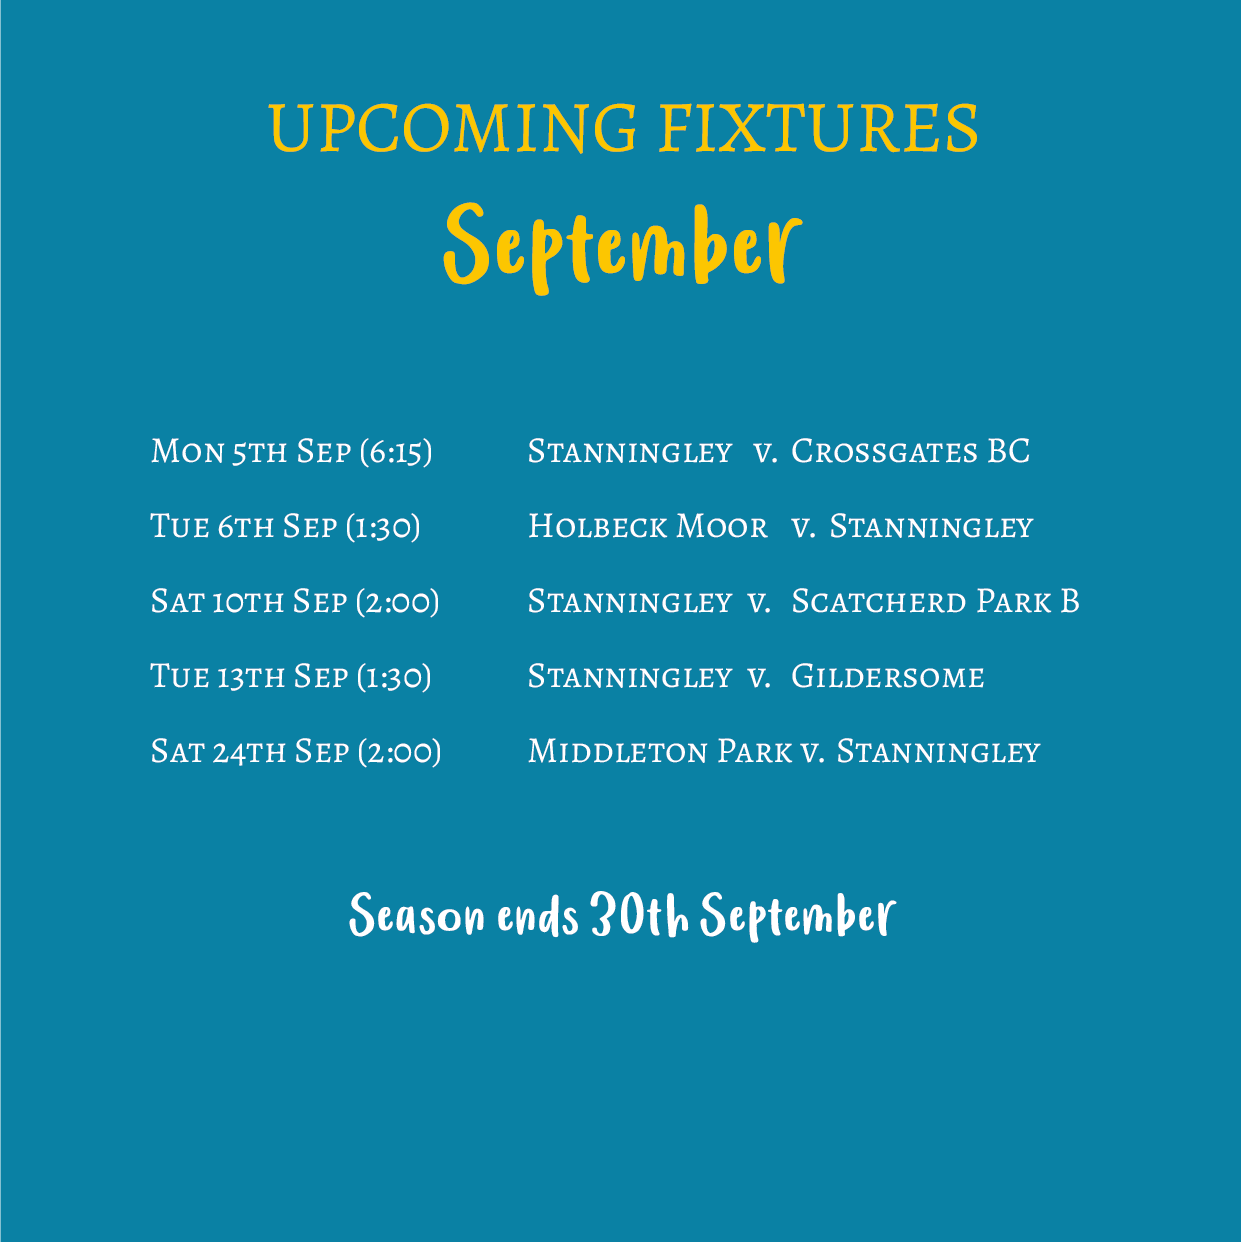 UPCOMING FIXTURES
September
Mon 5th Sep (6:15) Stanningley v. Crossgates BC
Tue 6th Sep (1:30) Holbeck Moor v. Stanningley
Sat 10th Sep (2:00) Stanningley v. Scatcherd Park B
Tue 13th Sep (1:30) Stanningley v. Gildersome
Sat 24th Sep (2:00) Middleton Park v. Stanningley
Season ends 30th September